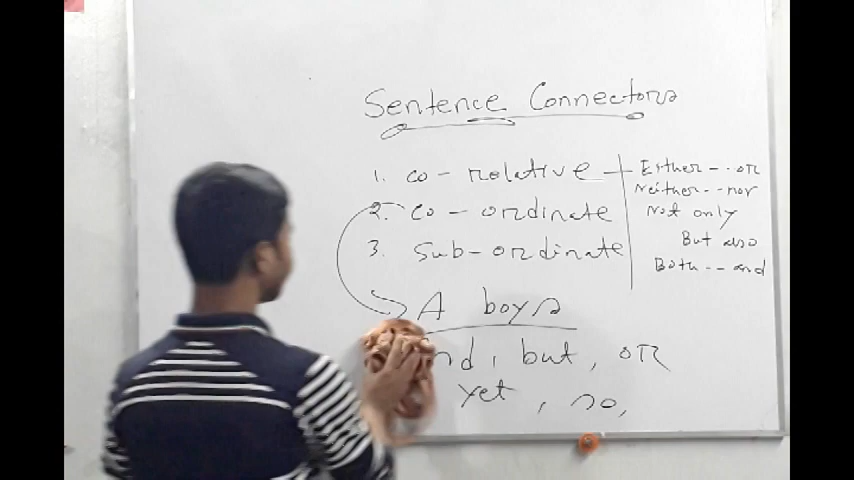 Sentence Connectors
1. co - relative
2. co - ordinate
3. sub - ordinate
Either - - or
Neither - - nor
Not only
But also
Both - - and
A boys
but, or
yet, so,